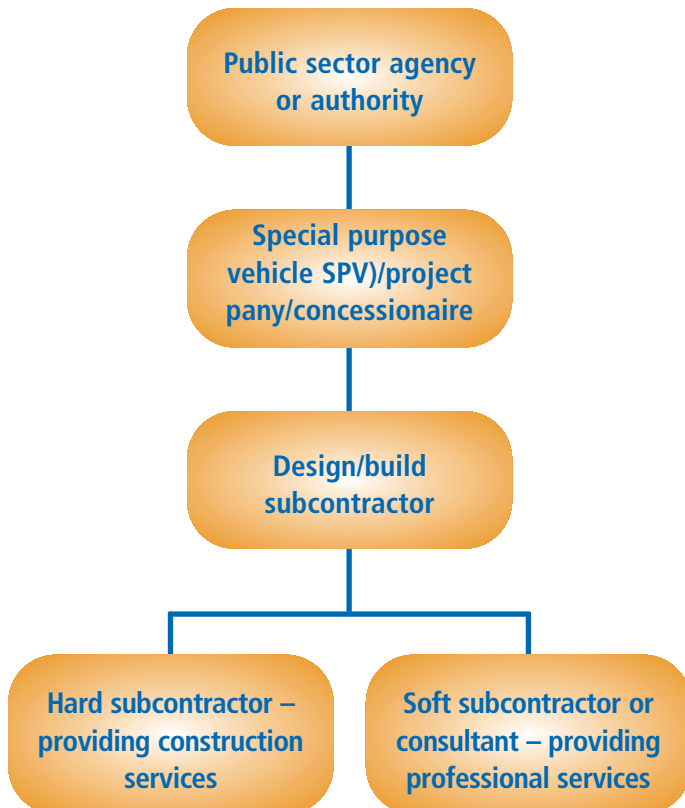 Public sector agency
or authority
Special purpose
vehicle SPV)/project
pany/concessionaire
Design/build
subcontractor
Hard subcontractor –
providing construction
services
Soft subcontractor or
consultant – providing
professional services